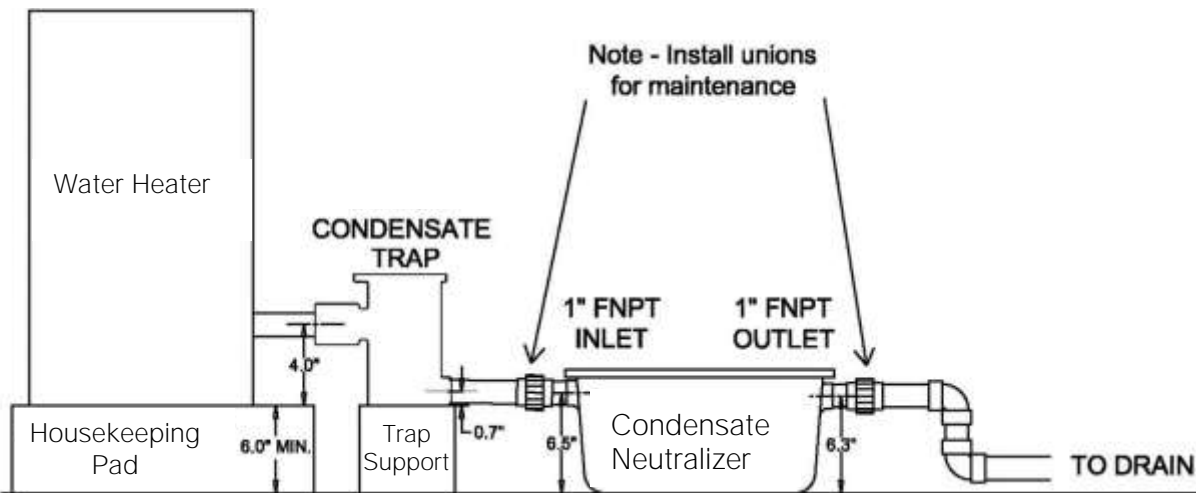 Note - Install unions
for maintenance
Water Heater
CONDENSATE
TRAP
1" FNPT
INLET
1" FNPT
OUTLET
4.0"
Housekeeping
Pad
6.0" MIN.
Trap
Support
0.7"
6.5"
Condensate
Neutralizer
6.3"
TO DRAIN